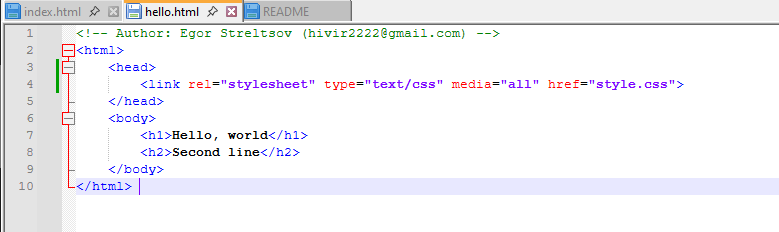 index.html hello.html README
1 <!-- Author: Egor Streltsov (hivir2222@gmail.com) -->
2 <html>
3 <head>
4 <link rel="stylesheet" type="text/css" media="all" href="style.css">
5 </head>
6 <body>
7 <h1>Hello, world</h1>
8 <h2>Second line</h2>
9 </body>
10 </html>